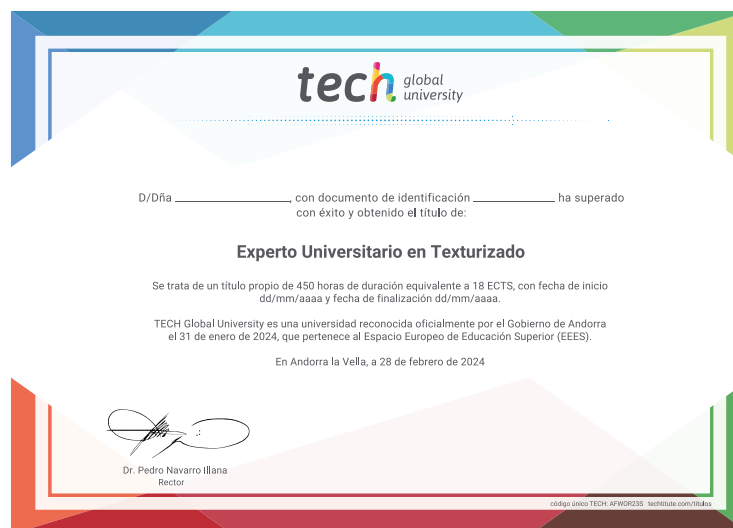 tech global
university
D/Dña ______________, con documento de identificación ______________ ha superado
con éxito y obtenido el título de:
Experto Universitario en Texturizado
Se trata de un título propio de 450 horas de duración equivalente a 18 ECTS, con fecha de inicio
dd/mm/aaaa y fecha de finalización dd/mm/aaaa.
TECH Global University es una universidad reconocida oficialmente por el Gobierno de Andorra
el 31 de enero de 2024, que pertenece al Espacio Europeo de Educación Superior (EEES).
En Andorra la Vella, a 28 de febrero de 2024
Dr. Pedro Navarro Illana
Rector
código único TECH: AFWOR23S techtitute.com/titulos